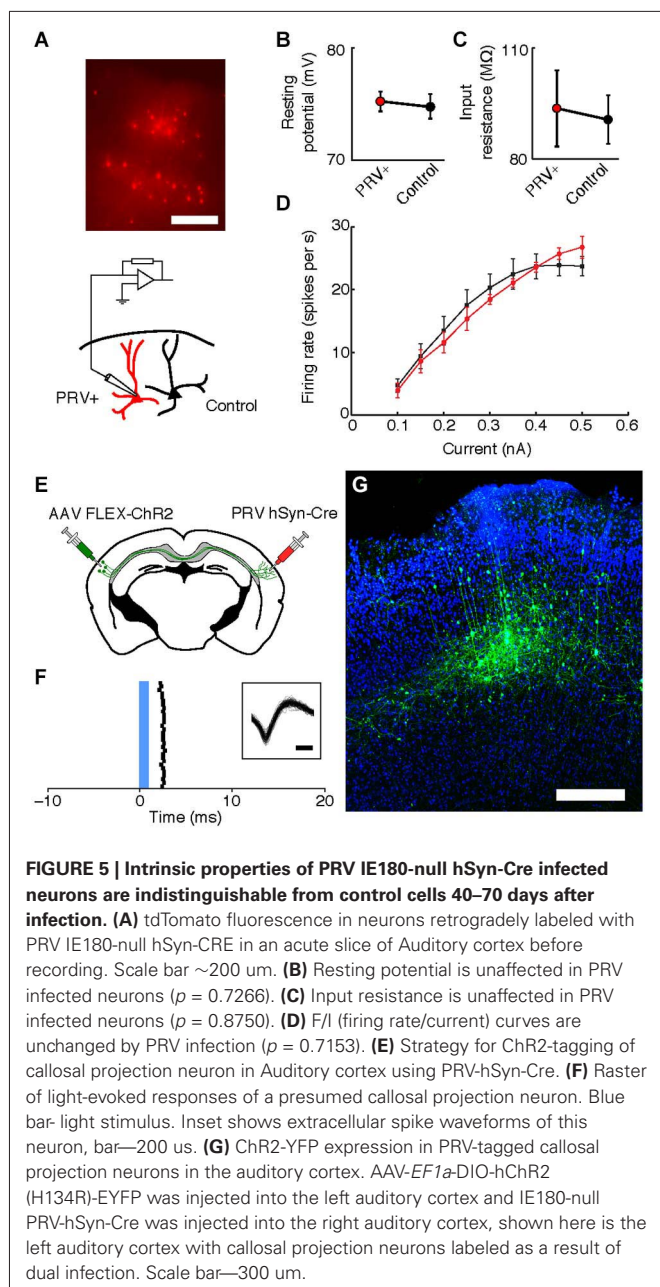 A
B
C
80
Resting
potential (mV)
70
PRV+
Control
110
Input
resistance (MΩ)
80
PRV+
Control
D
30
20
10
0
Firing rate (spikes per s)
0.1
0.2
0.3
0.4
0.5
0.6
Current (nA)
PRV+
Control
E
AAV FLEX-ChR2
PRV hSyn-Cre
F
−10
0
10
20
Time (ms)
G
FIGURE 5 | Intrinsic properties of PRV IE180-null hSyn-Cre infected
neurons are indistinguishable from control cells 40–70 days after
infection. (A) tdTomato fluorescence in neurons retrogradely labeled with
PRV IE180-null hSyn-CRE in an acute slice of Auditory cortex before
recording. Scale bar ∼200 um. (B) Resting potential is unaffected in PRV
infected neurons (p = 0.7266). (C) Input resistance is unaffected in PRV
infected neurons (p = 0.8750). (D) F/I (firing rate/current) curves are
unchanged by PRV infection (p = 0.7153). (E) Strategy for ChR2-tagging of
callosal projection neuron in Auditory cortex using PRV-hSyn-Cre. (F) Raster
of light-evoked responses of a presumed callosal projection neuron. Blue
bar- light stimulus. Inset shows extracellular spike waveforms of this
neuron, bar—200 us. (G) ChR2-YFP expression in PRV-tagged callosal
projection neurons in the auditory cortex. AAV-EF1a-DIO-hChR2
(H134R)-EYFP was injected into the left auditory cortex and IE180-null
PRV-hSyn-Cre was injected into the right auditory cortex, shown here is the
left auditory cortex with callosal projection neurons labeled as a result of
dual infection. Scale bar—300 um.